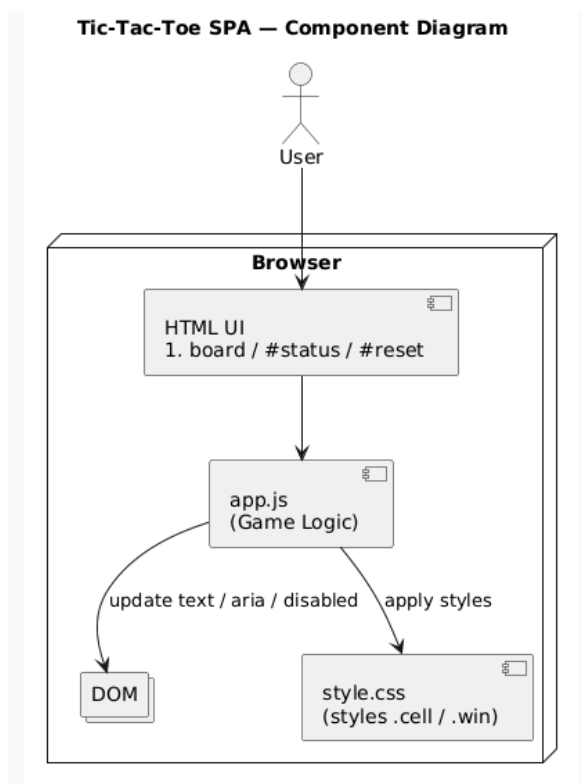 Tic-Tac-Toe SPA — Component Diagram
User
Browser
HTML UI
1. board / #status / #reset
app.js
(Game Logic)
update text / aria / disabled
apply styles
DOM
style.css
(styles .cell / .win)